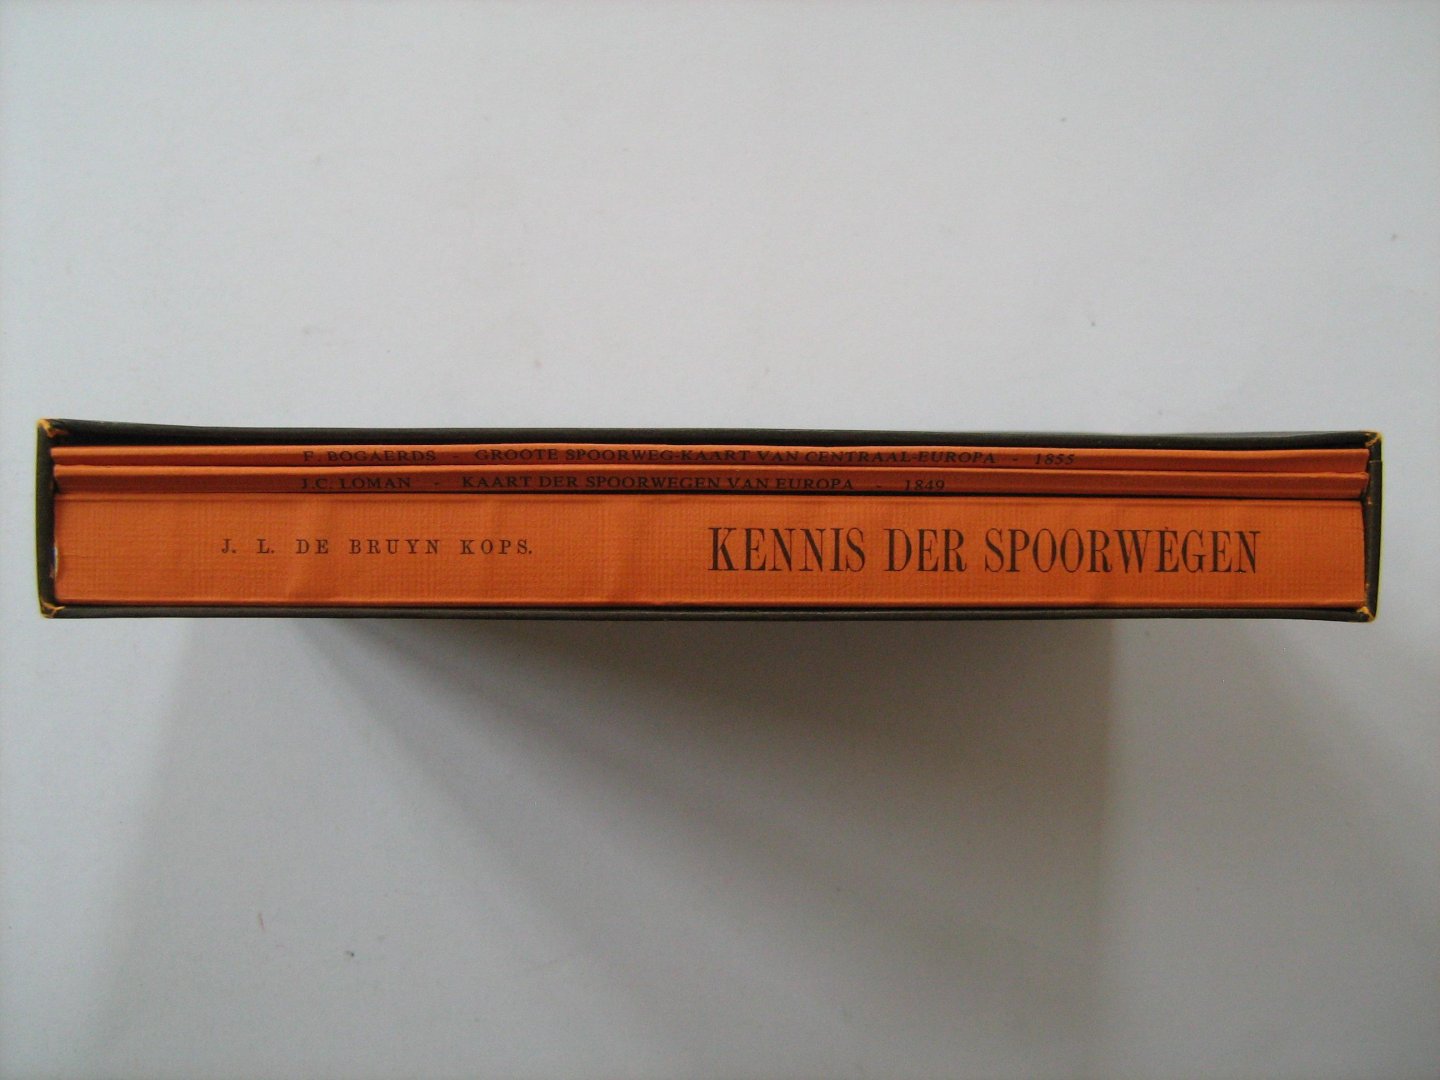 F. BOGAERDS - GROOTE SPOORWEG-KAART VAN CENTRAAL-EUROPA - 1855
J.C. LOMAN - KAART DER SPOORWEGEN VAN EUROPA - 1849
J. L. DE BRUYN KOPS. KENNIS DER SPOORWEGEN